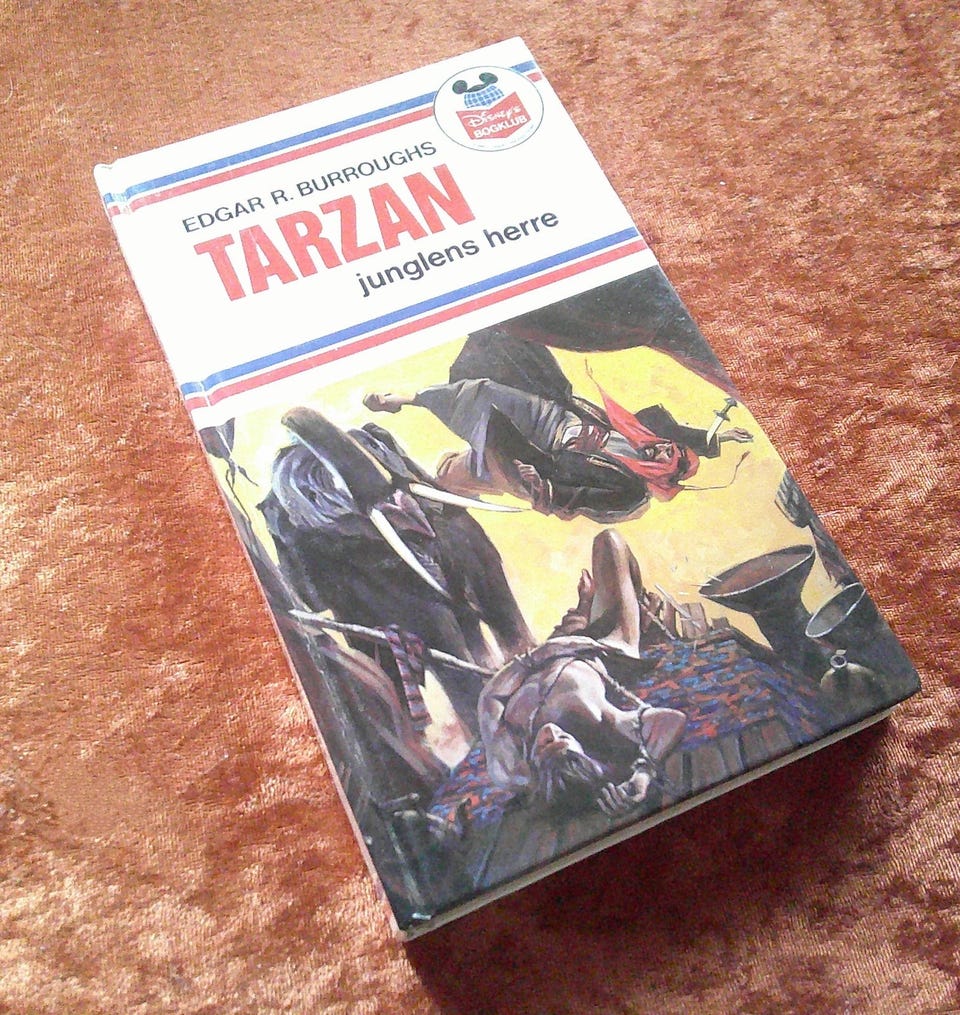 Disney's
BOGKLUB
EDGAR R. BURROUGHS
TARZAN
junglens herre